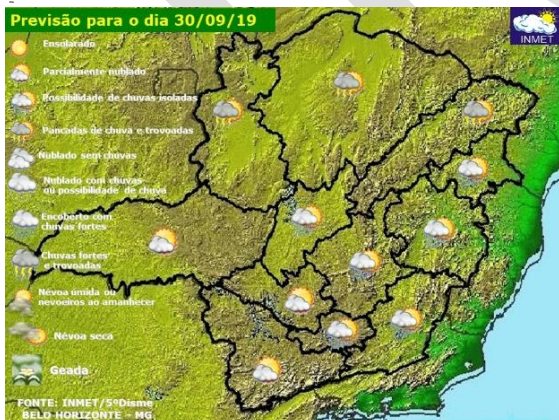 Previsão para o dia 30/09/19
INMET
Ensolarado
Parcialmente nublado
Possibilidade de chuvas isoladas
Pancadas de chuva e trovoadas
Nublado sem chuvas
Nublado com chuvas
ou possibilidade de chuva
Encoberto com
chuvas fortes
Chuvas fortes
e trovoadas
Névoa úmida ou
nevoeiros ao amanhecer
Névoa seca
Geada
FONTE: INMET/5ºDisme
BELO HORIZONTE - MG